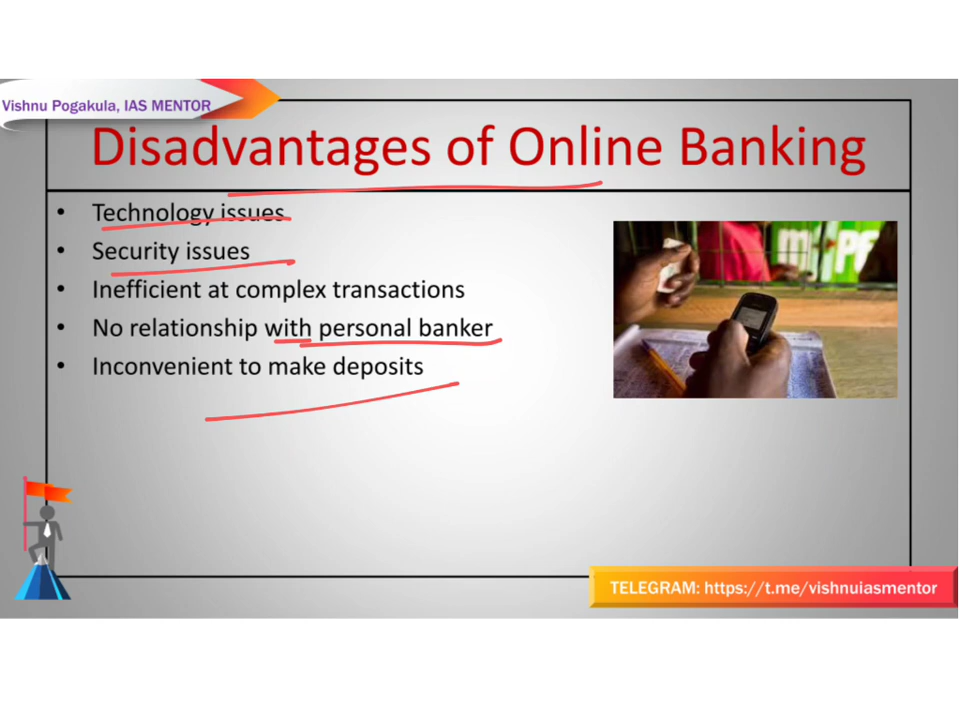 Vishnu Pogakula, IAS MENTOR
Disadvantages of Online Banking
• Technology issues
• Security issues
• Inefficient at complex transactions
• No relationship with personal banker
• Inconvenient to make deposits
TELEGRAM: https://t.me/vishnuiasmentor